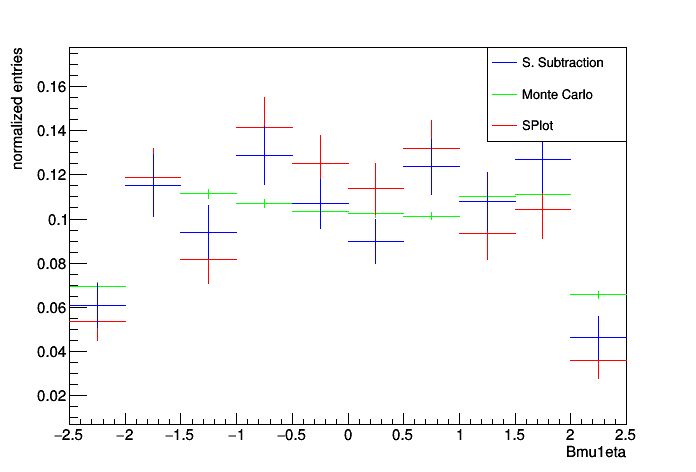 normalized entries
0.16
0.14
0.12
0.1
0.08
0.06
0.04
0.02
S. Subtraction
Monte Carlo
SPlot
−2.5 −2 −1.5 −1 −0.5 0 0.5 1 1.5 2 2.5
Bmu1eta